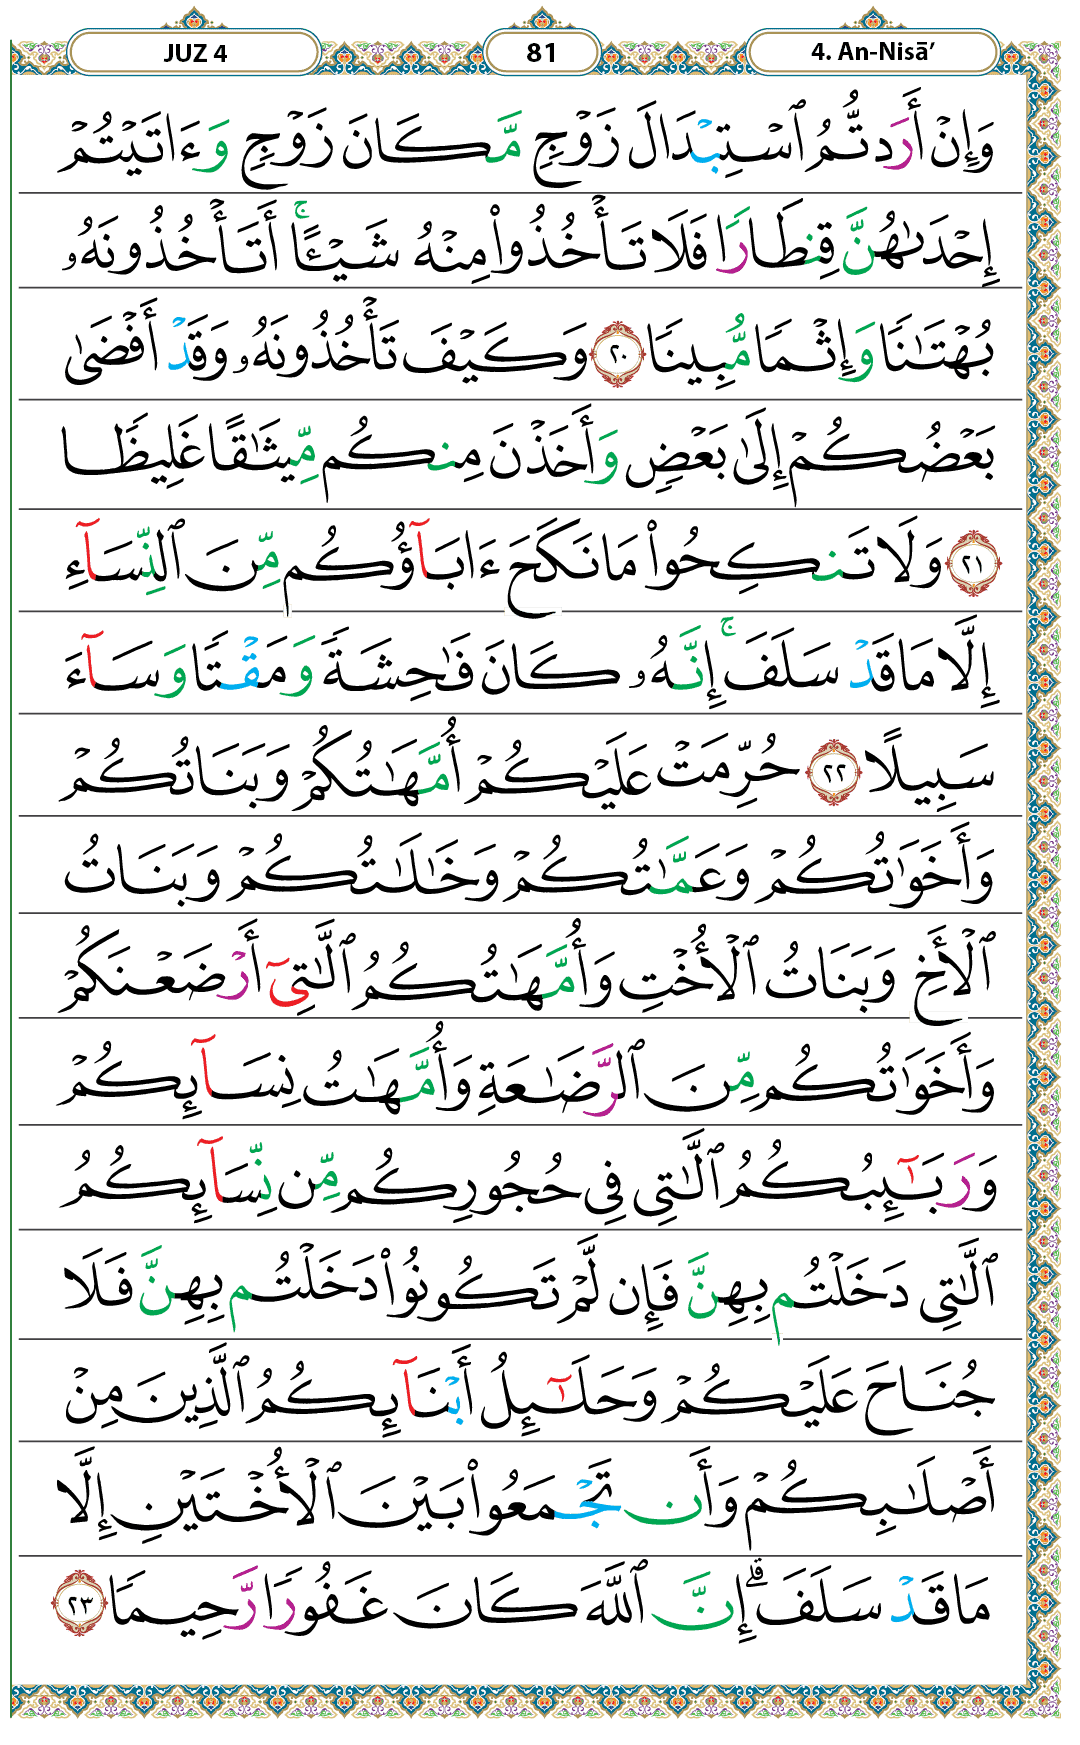 JUZ 4 81 4. An-Nisā’
وَإِنْ أَرَدتُّمُ ٱسْتِبْدَالَ زَوْجٍ مَّكَانَ زَوْجٍ وَءَاتَيْتُمْ
إِحْدَىٰهُنَّ قِنطَارًا فَلَا تَأْخُذُوا۟ مِنْهُ شَيْـًٔا ۚ أَتَأْخُذُونَهُۥ
بُهْتَـٰنًا وَإِثْمًا مُّبِينًا ٢٠ وَكَيْفَ تَأْخُذُونَهُۥ وَقَدْ أَفْضَىٰ
بَعْضُكُمْ إِلَىٰ بَعْضٍ وَأَخَذْنَ مِنكُم مِّيثَـٰقًا غَلِيظًا
٢١ وَلَا تَنكِحُوا۟ مَا نَكَحَ ءَابَآؤُكُم مِّنَ ٱلنِّسَآءِ
إِلَّا مَا قَدْ سَلَفَ ۚ إِنَّهُۥ كَانَ فَـٰحِشَةً وَمَقْتًا وَسَآءَ
سَبِيلًا ٢٢ حُرِّمَتْ عَلَيْكُمْ أُمَّهَـٰتُكُمْ وَبَنَاتُكُمْ
وَأَخَوَٰتُكُمْ وَعَمَّـٰتُكُمْ وَخَـٰلَـٰتُكُمْ وَبَنَاتُ
ٱلْأَخِ وَبَنَاتُ ٱلْأُخْتِ وَأُمَّهَـٰتُكُمُ ٱلَّـٰتِىٓ أَرْضَعْنَكُمْ
وَأَخَوَٰتُكُم مِّنَ ٱلرَّضَـٰعَةِ وَأُمَّهَـٰتُ نِسَآئِكُمْ
وَرَبَـٰٓئِبُكُمُ ٱلَّـٰتِى فِى حُجُورِكُم مِّن نِّسَآئِكُمُ
ٱلَّـٰتِى دَخَلْتُم بِهِنَّ فَإِن لَّمْ تَكُونُوا۟ دَخَلْتُم بِهِنَّ فَلَا
جُنَاحَ عَلَيْكُمْ وَحَلَـٰٓئِلُ أَبْنَآئِكُمُ ٱلَّذِينَ مِنْ
أَصْلَـٰبِكُمْ وَأَن تَجْمَعُوا۟ بَيْنَ ٱلْأُخْتَيْنِ إِلَّا
مَا قَدْ سَلَفَ ۗ إِنَّ ٱللَّهَ كَانَ غَفُورًا رَّحِيمًا ٢٣